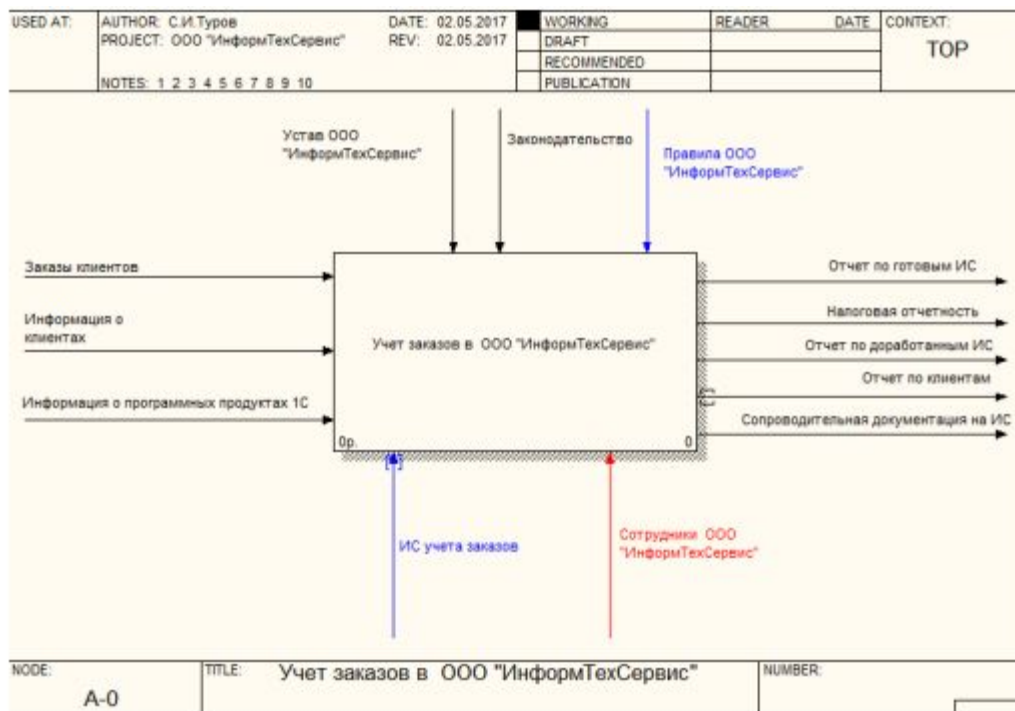 USED AT:
AUTHOR: С.И.Туров
DATE: 02.05.2017
PROJECT: ООО "ИнформТехСервис"
REV: 02.05.2017
NOTES: 1 2 3 4 5 6 7 8 9 10
WORKING
DRAFT
RECOMMENDED
PUBLICATION
READER
DATE
CONTEXT:
TOP
Устав ООО
"ИнформТехСервис"
Законодательство
Правила ООО
"ИнформТехСервис"
Заказы клиентов
Информация о
клиентах
Информация о программных продуктах 1С
Учет заказов в ООО "ИнформТехСервис"
0р.
0
Отчет по готовым ИС
Налоговая отчетность
Отчет по доработанным ИС
Отчет по клиентам
Сопроводительная документация на ИС
ИС учета заказов
Сотрудники ООО
"ИнформТехСервис"
NODE:
A-0
TITLE:
Учет заказов в ООО "ИнформТехСервис"
NUMBER: